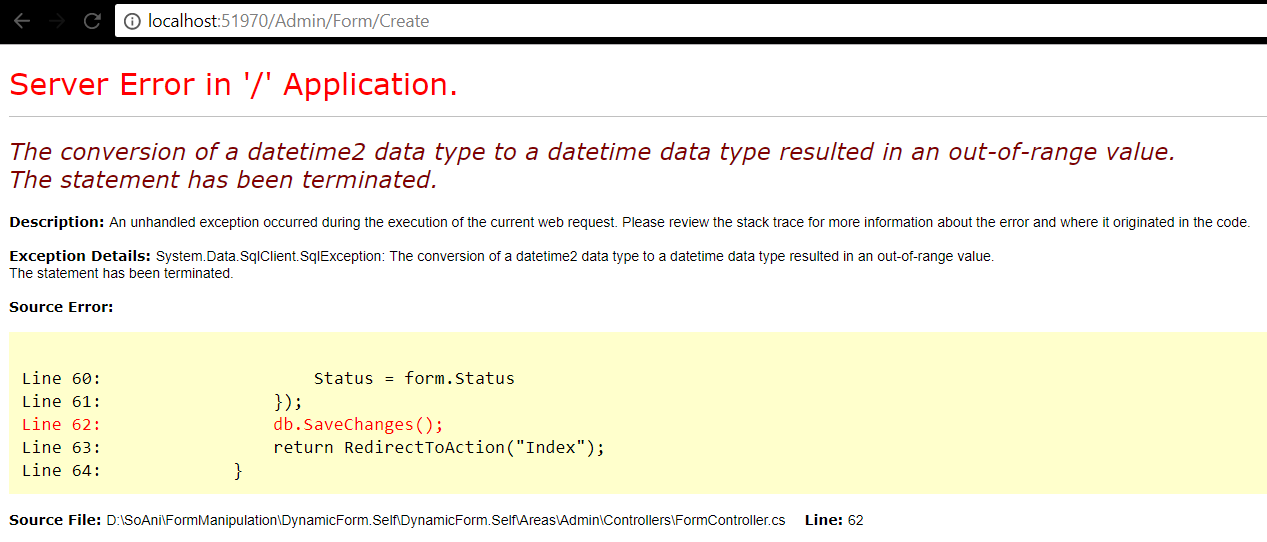 localhost:51970/Admin/Form/Create
Server Error in '/' Application.
The conversion of a datetime2 data type to a datetime data type resulted in an out-of-range value.
The statement has been terminated.
Description: An unhandled exception occurred during the execution of the current web request. Please review the stack trace for more information about the error and where it originated in the code.
Exception Details: System.Data.SqlClient.SqlException: The conversion of a datetime2 data type to a datetime data type resulted in an out-of-range value.
The statement has been terminated.
Source Error:
Line 60:                     Status = form.Status
Line 61:                 });
Line 62:                 db.SaveChanges();
Line 63:                 return RedirectToAction("Index");
Line 64:             }
Source File: D:\SoAni\FormManipulation\DynamicForm.Self\DynamicForm.Self\Areas\Admin\Controllers\FormController.cs    Line: 62